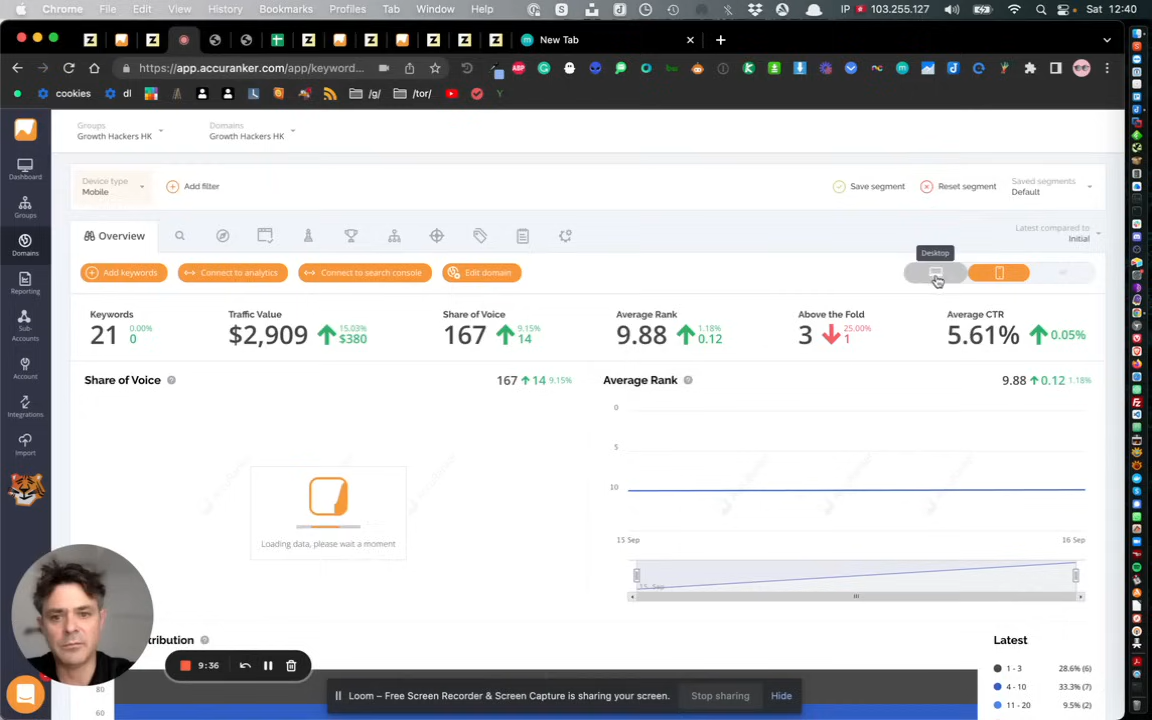 Chrome File Edit View History Bookmarks Profiles Tab Window Help IP 103.255.127 Sat 12:40
New Tab
https://app.accuranker.com/app/keyword...
cookies dl /g/ /tor/
Groups
Growth Hackers HK
Domains
Growth Hackers HK
Dashboard
Groups
Domains
Reporting
Sub-Accounts
Account
Integrations
Import
Device type
Mobile
Add filter
Save segment
Reset segment
Saved segments
Default
Overview
Latest compared to
Initial
Desktop
Add keywords
Connect to analytics
Connect to search console
Edit domain
Keywords
21 0.00% 0
Traffic Value
$2,909 15.03% $380
Share of Voice
167 9.15% 14
Average Rank
9.88 1.18% 0.12
Above the Fold
3 25.00% 1
Average CTR
5.61% 0.05%
Share of Voice 167 14 9.15%
Loading data, please wait a moment
Average Rank 9.88 0.12 1.18%
0
5
10
15 Sep 16 Sep
15. Sep
tribution
80
60
Latest
1 - 3 28.6% (6)
4 - 10 33.3% (7)
11 - 20 9.5% (2)
9:36
Loom – Free Screen Recorder & Screen Capture is sharing your screen. Stop sharing Hide